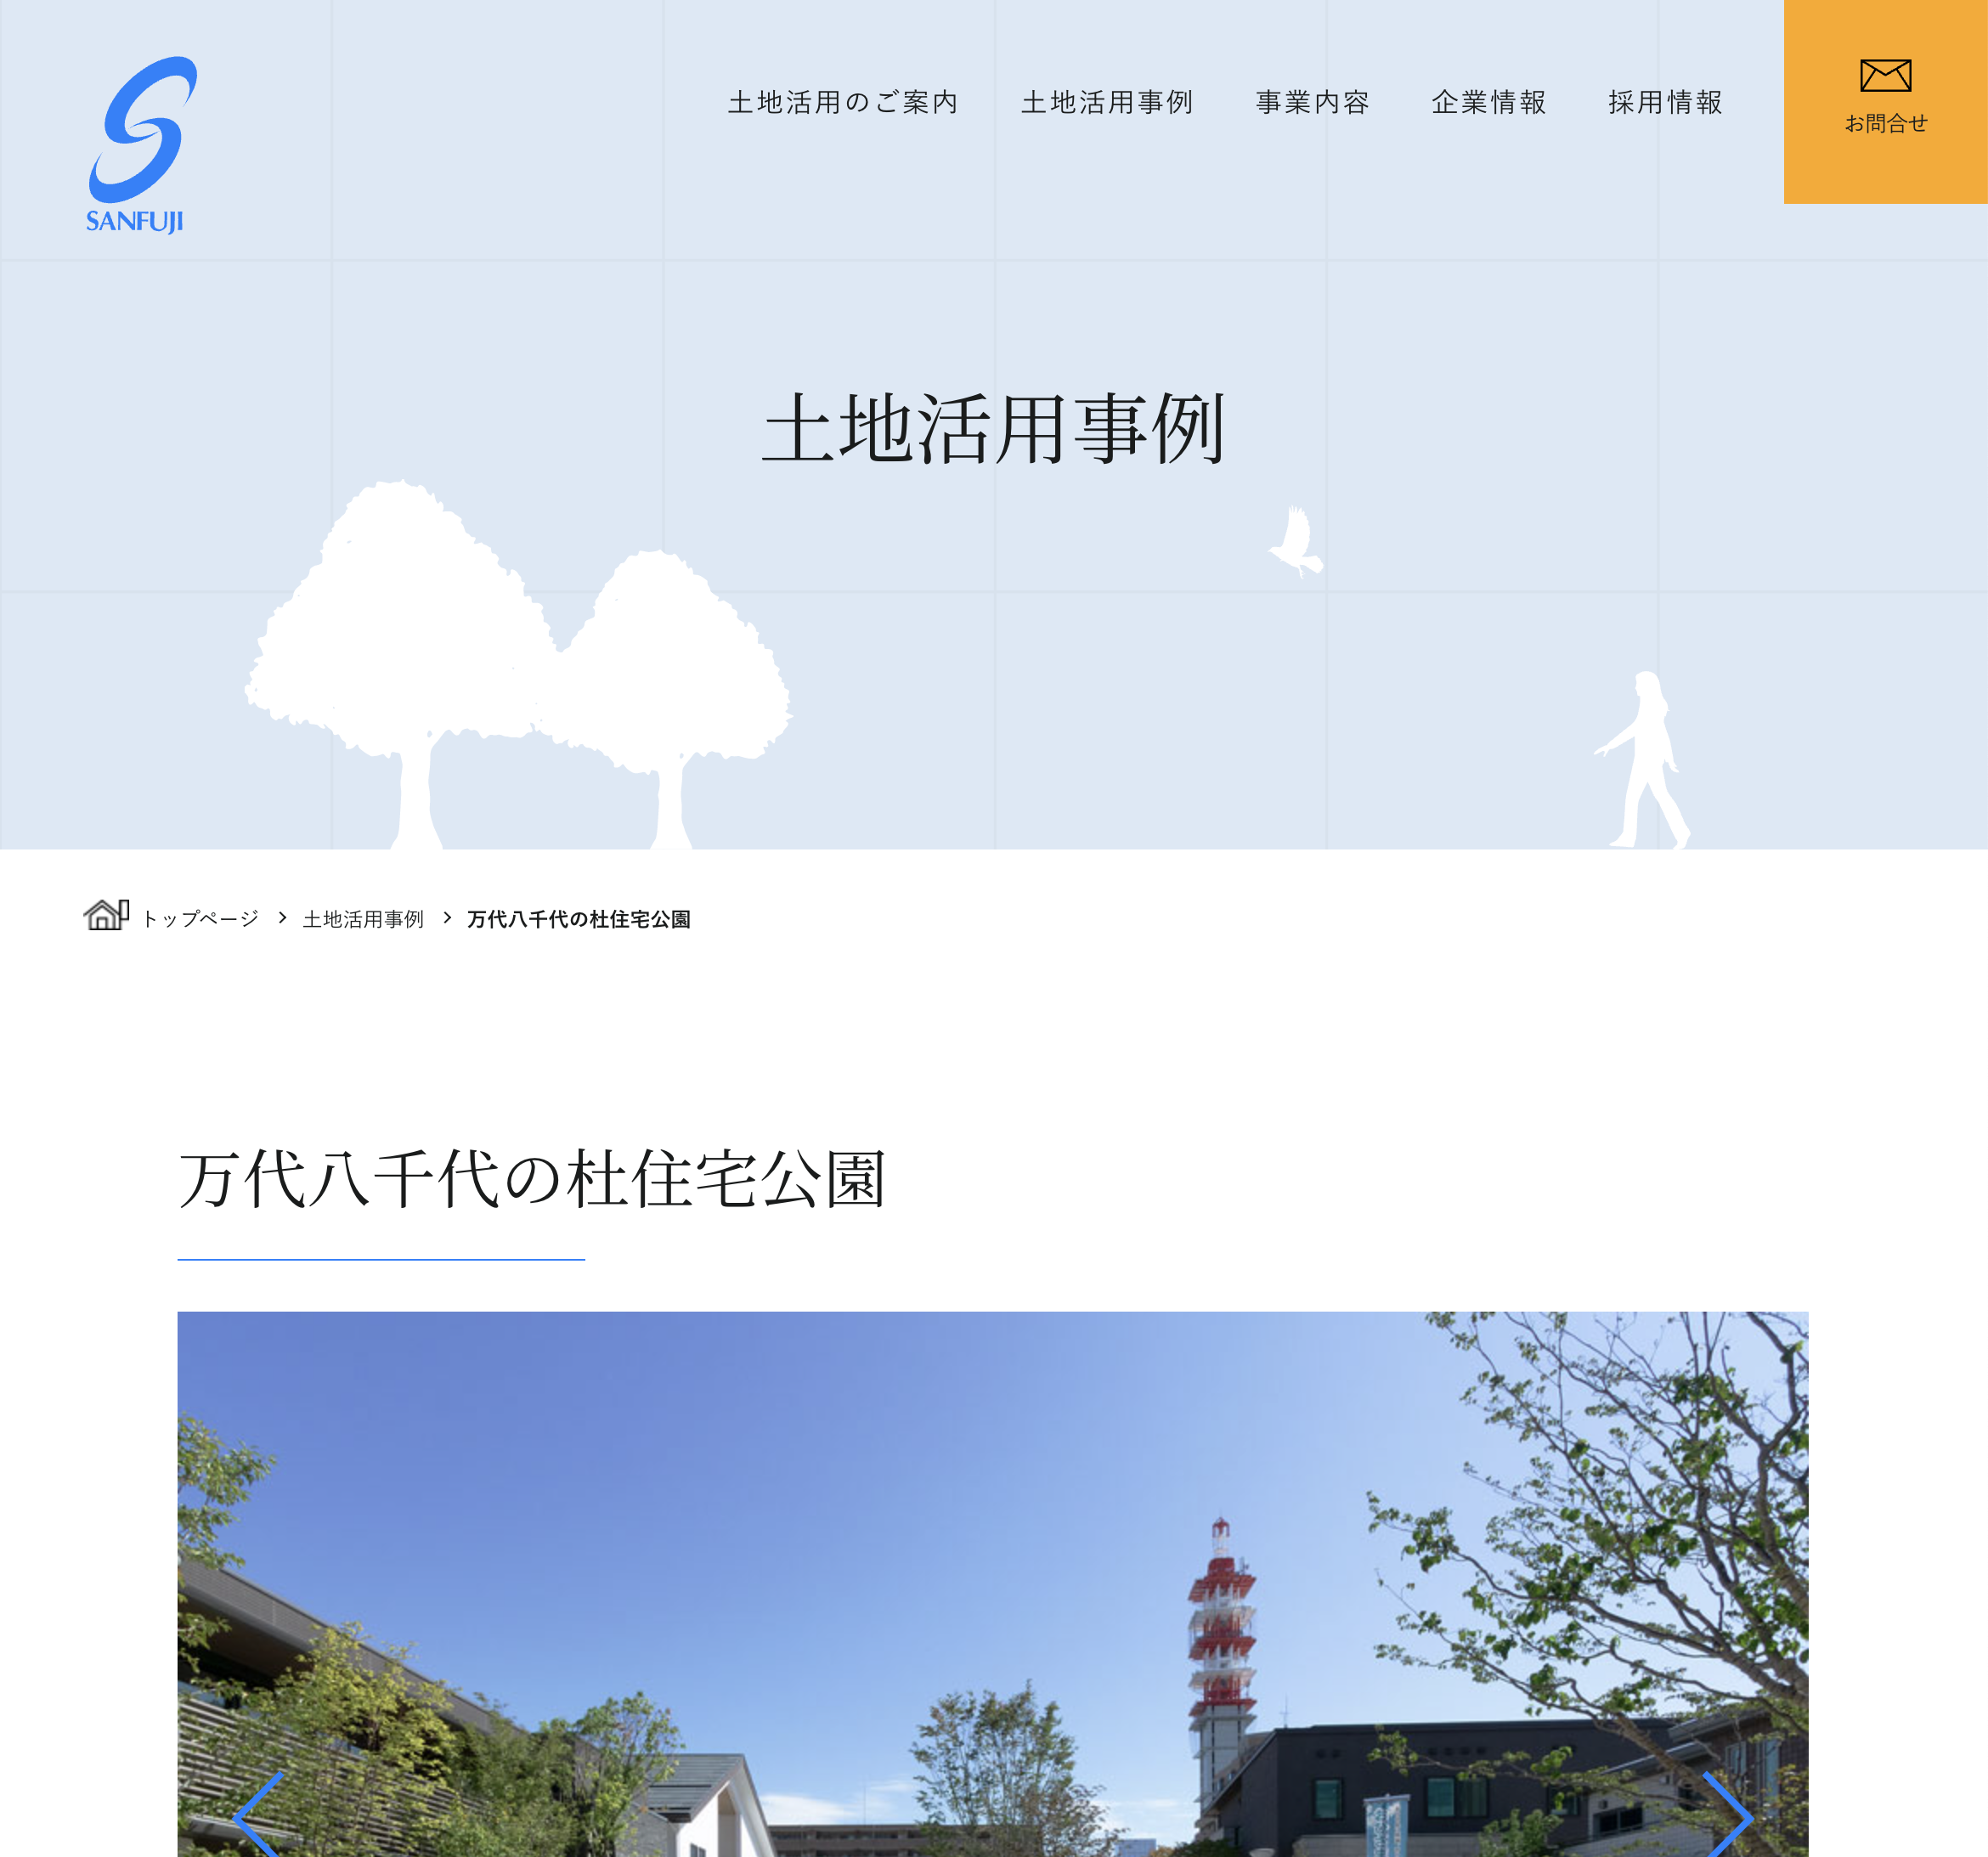 SANFUJI
土地活用のご案内
土地活用事例
事業内容
企業情報
採用情報
お問合せ
土地活用事例
トップページ
土地活用事例
万代八千代の杜住宅公園
万代八千代の杜住宅公園